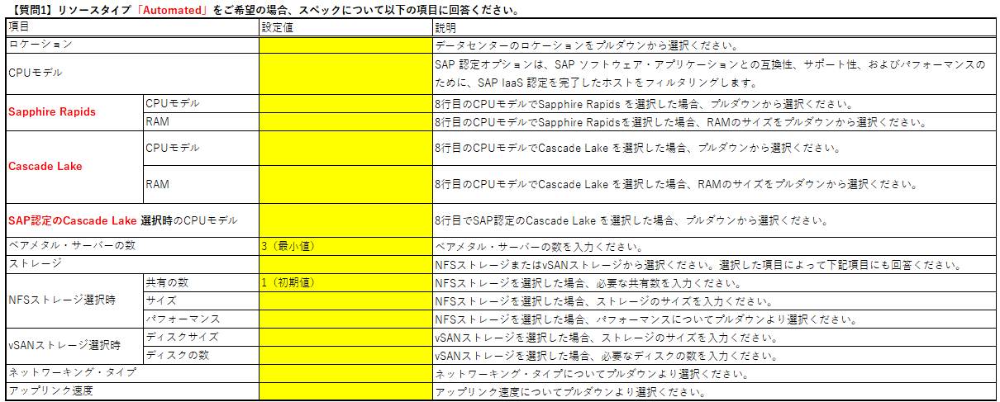 【質問1】リソースタイプ「Automated」をご希望の場合、スペックについて以下の項目に回答ください。
項目 設定値 説明
ロケーション データセンターのロケーションをプルダウンから選択ください。
CPUモデル SAP 認定オプションは、SAP ソフトウェア・アプリケーションとの互換性、サポート性、およびパフォーマンスの
ために、SAP IaaS 認定を完了したホストをフィルタリングします。
Sapphire Rapids CPUモデル 8行目のCPUモデルでSapphire Rapids を選択した場合、プルダウンから選択ください。
RAM 8行目のCPUモデルでSapphire Rapidsを選択した場合、RAMのサイズをプルダウンから選択ください。
Cascade Lake CPUモデル 8行目のCPUモデルでCascade Lake を選択した場合、プルダウンから選択ください。
RAM 8行目のCPUモデルでCascade Lake を選択した場合、RAMのサイズをプルダウンから選択ください。
SAP認定のCascade Lake 選択時のCPUモデル 8行目でSAP認定のCascade Lake を選択した場合、プルダウンから選択ください。
ベアメタル・サーバーの数 3（最小値） ベアメタル・サーバーの数を入力ください。
ストレージ NFSストレージまたはvSANストレージから選択ください。選択した項目によって下記項目にも回答ください。
NFSストレージ選択時 共有の数 1（初期値） NFSストレージを選択した場合、必要な共有数を入力ください。
サイズ NFSストレージを選択した場合、ストレージのサイズを入力ください。
パフォーマンス NFSストレージを選択した場合、パフォーマンスについてプルダウンより選択ください。
vSANストレージ選択時 ディスクサイズ vSANストレージを選択した場合、ストレージのサイズを入力ください。
ディスクの数 vSANストレージを選択した場合、必要なディスクの数を入力ください。
ネットワーキング・タイプ ネットワーキング・タイプについてプルダウンより選択ください。
アップリンク速度 アップリンク速度についてプルダウンより選択ください。